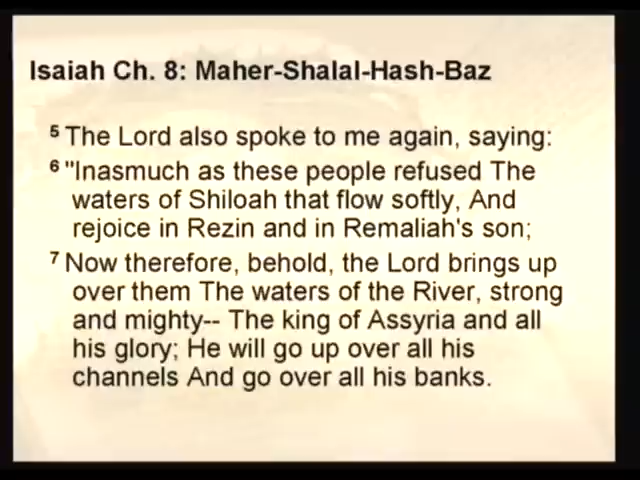 Isaiah Ch. 8: Maher-Shalal-Hash-Baz
5 The Lord also spoke to me again, saying:
6 "Inasmuch as these people refused The
waters of Shiloah that flow softly, And
rejoice in Rezin and in Remaliah's son;
7 Now therefore, behold, the Lord brings up
over them The waters of the River, strong
and mighty-- The king of Assyria and all
his glory; He will go up over all his
channels And go over all his banks.